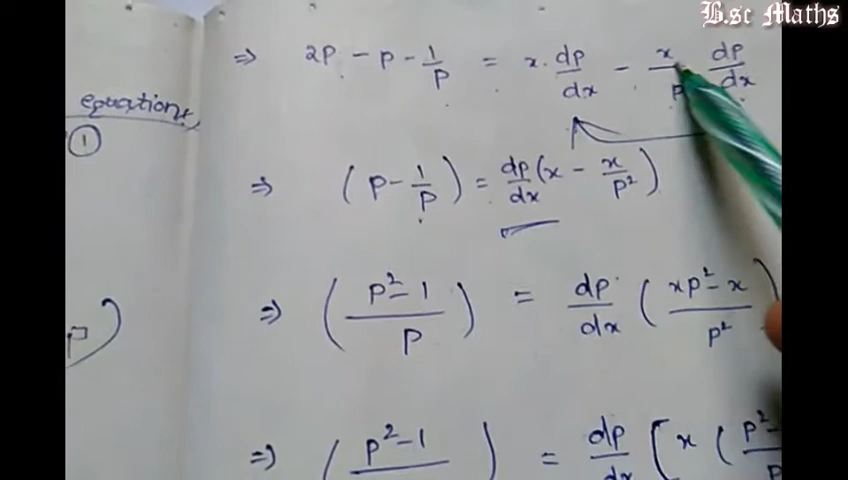 B.sc Maths
⇒ 2P - P - 1/P = x. dp/dx - x/p dp/dx
equations
①
⇒ (P - 1/P) = dp/dx (x - x/p²)
⇒ (P² - 1 / P) = dp/dx (xp² - x / p²)
P)
⇒ (P² - 1 / ) = dp/dx [x (p² -